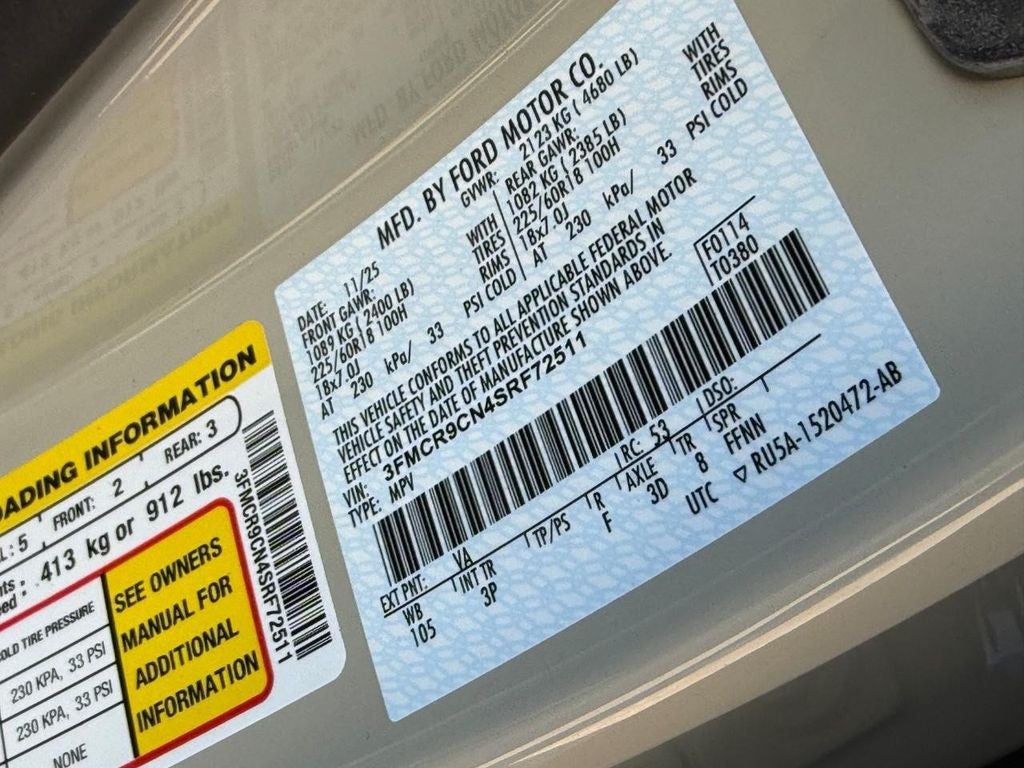 MFD. BY FORD MOTOR CO.
DATE: 11/25 GVWR: 2123 KG ( 4680 LB)
FRONT GAWR: REAR GAWR:
1089 KG ( 2400 LB) WITH 1082 KG ( 2385 LB) WITH
225/60R18 100H TIRES 225/60R18 100H TIRES
18x7.0J RIMS 18x7.0J RIMS
AT 230 kPa/ 33 PSI COLD AT 230 kPa/ 33 PSI COLD
THIS VEHICLE CONFORMS TO ALL APPLICABLE FEDERAL MOTOR
VEHICLE SAFETY AND THEFT PREVENTION STANDARDS IN
EFFECT ON THE DATE OF MANUFACTURE SHOWN ABOVE.
VIN: 3FMCR9CN4SRF72511
TYPE: MPV
F0114
T0380
EXT PNT: VA RC: 53 DSO:
WB INT TR TP/PS R AXLE TR SPR
105 3P F 3D 8 FFNN
UTC ▽ RU5A-1520472-AB
OADING INFORMATION
L : 5 FRONT: 2 REAR: 3
413 kg or 912 lbs.
3FMCR9CN4SRF72511
OLD TIRE PRESSURE
230 KPA, 33 PSI
230 KPA, 33 PSI
NONE
SEE OWNERS
MANUAL FOR
ADDITIONAL
INFORMATION